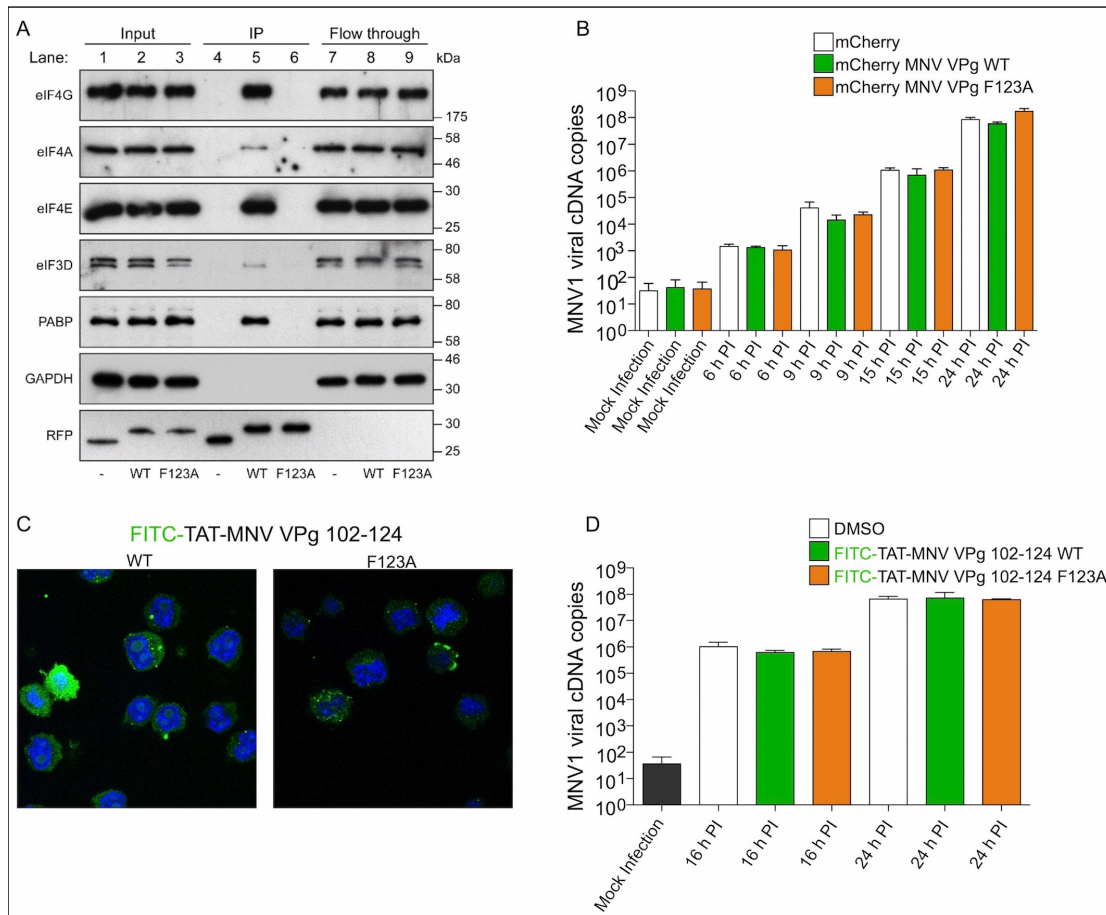 A
Input IP Flow through
Lane: 1 2 3 4 5 6 7 8 9 kDa
eIF4G
175
eIF4A
58
46
eIF4E
30
25
eIF3D
80
58
PABP
80
58
GAPDH
46
30
RFP
30
25
- WT F123A - WT F123A - WT F123A
B
mCherry
mCherry MNV VPg WT
mCherry MNV VPg F123A
MNV1 viral cDNA copies
10⁹
10⁸
10⁷
10⁶
10⁵
10⁴
10³
10²
10¹
10⁰
Mock Infection
Mock Infection
Mock Infection
6 h PI
6 h PI
6 h PI
9 h PI
9 h PI
9 h PI
15 h PI
15 h PI
15 h PI
24 h PI
24 h PI
24 h PI
C
FITC-TAT-MNV VPg 102-124
WT F123A
D
DMSO
FITC-TAT-MNV VPg 102-124 WT
FITC-TAT-MNV VPg 102-124 F123A
MNV1 viral cDNA copies
10⁹
10⁸
10⁷
10⁶
10⁵
10⁴
10³
10²
10¹
10⁰
Mock Infection
16 h PI
16 h PI
16 h PI
24 h PI
24 h PI
24 h PI